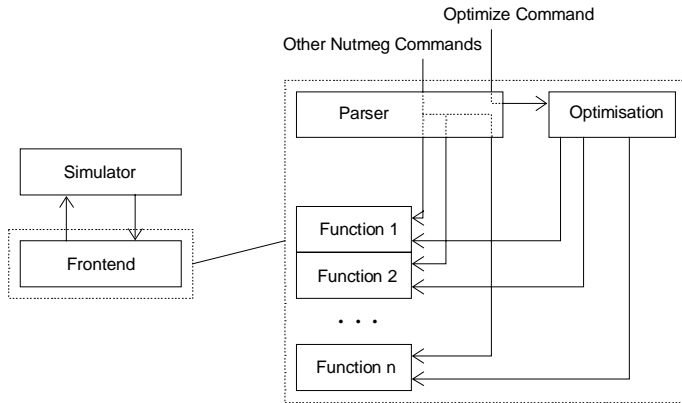 Optimize Command
Other Nutmeg Commands
Parser
Optimisation
Simulator
Function 1
Frontend
Function 2
. . .
Function n